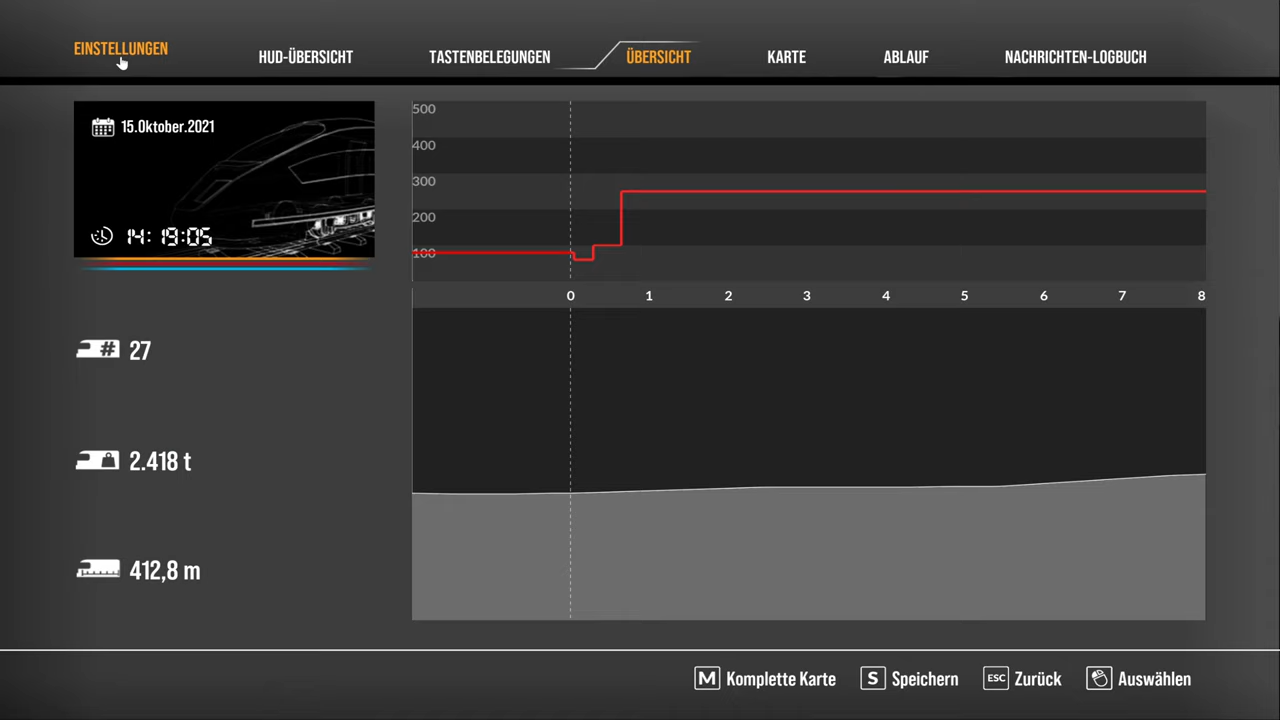 EINSTELLUNGEN
HUD-ÜBERSICHT
TASTENBELEGUNGEN
ÜBERSICHT
KARTE
ABLAUF
NACHRICHTEN-LOGBUCH
15.Oktober.2021
14:19:05
# 27
2.418 t
412,8 m
500
400
300
200
100
0 1 2 3 4 5 6 7 8
M Komplette Karte
S Speichern
ESC Zurück
Auswählen